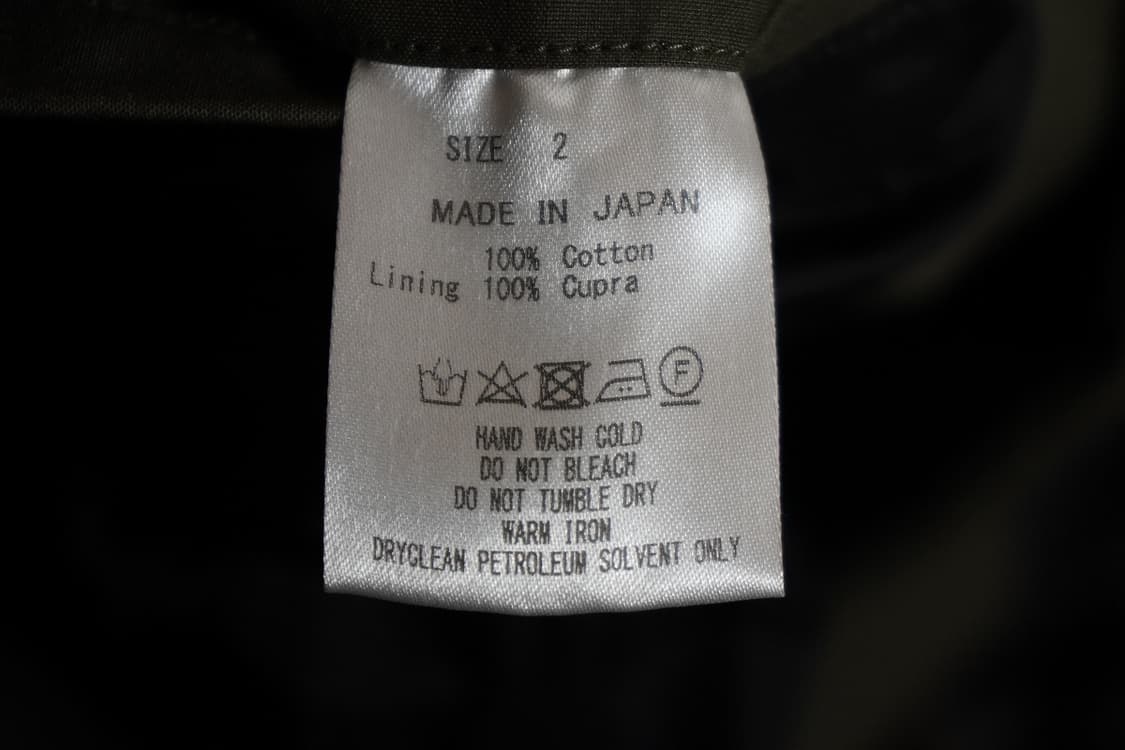 SIZE 2
MADE IN JAPAN
100% Cotton
Lining 100% Cupra
F
HAND WASH COLD
DO NOT BLEACH
DO NOT TUMBLE DRY
WARM IRON
DRYCLEAN PETROLEUM SOLVENT ONLY